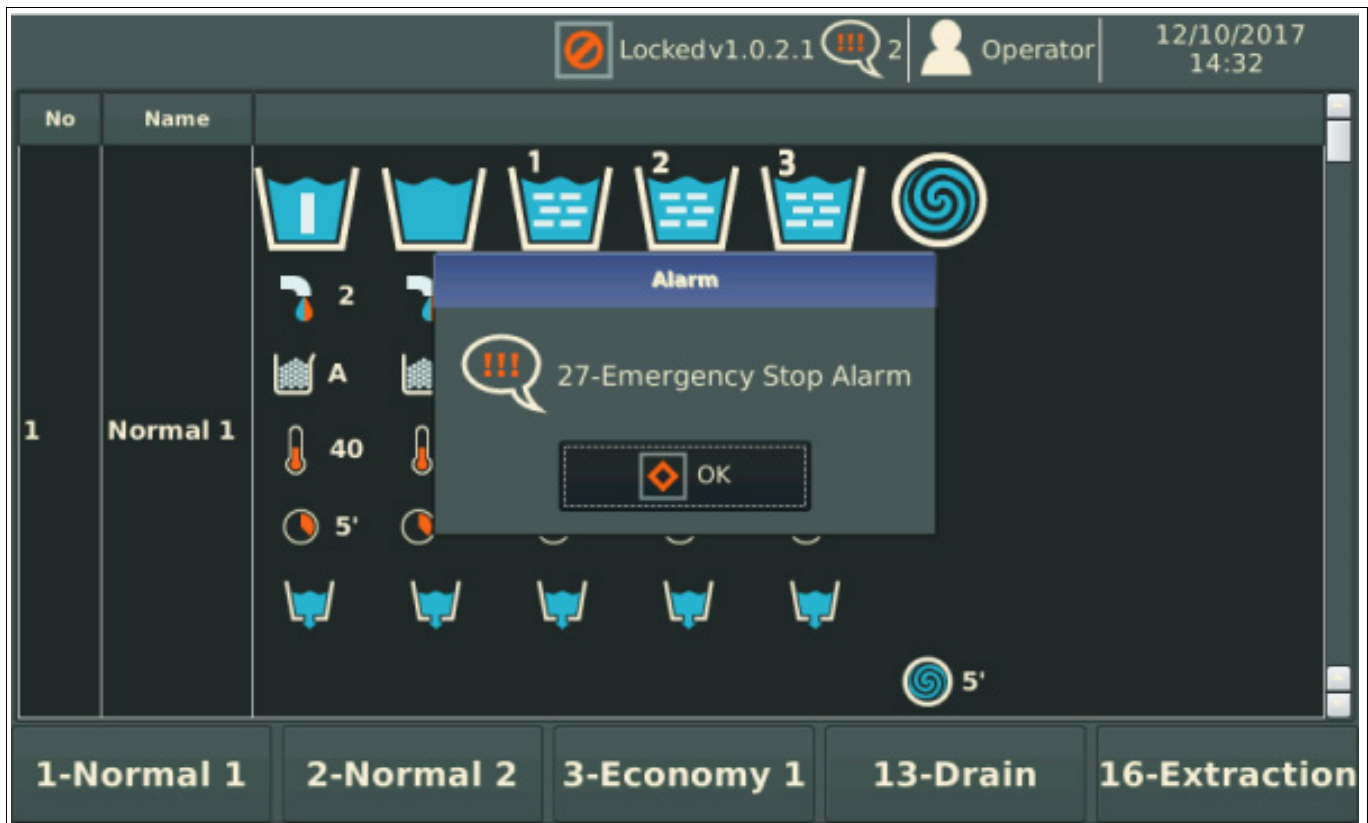 Locked v1.0.2.1 !!! 2 Operator 12/10/2017
14:32
No Name
1 2 3
Alarm
2
!!! 27-Emergency Stop Alarm
A
1 Normal 1
40
OK
5'
5'
1-Normal 1 2-Normal 2 3-Economy 1 13-Drain 16-Extraction